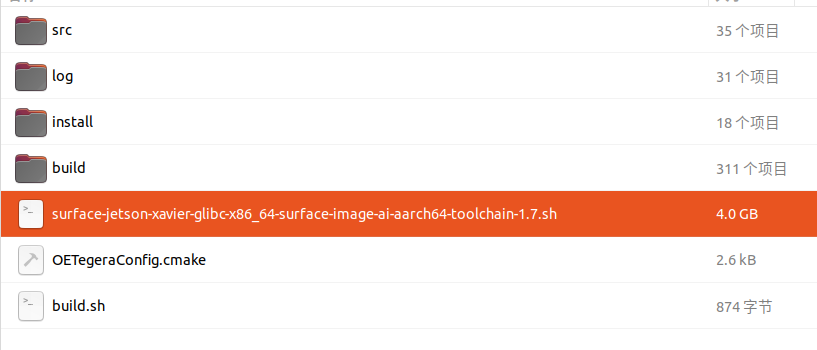 src 35 个项目
log 31 个项目
install 18 个项目
build 311 个项目
surface-jetson-xavier-glibc-x86_64-surface-image-ai-aarch64-toolchain-1.7.sh 4.0 GB
OETegeraConfig.cmake 2.6 kB
build.sh 874 字节